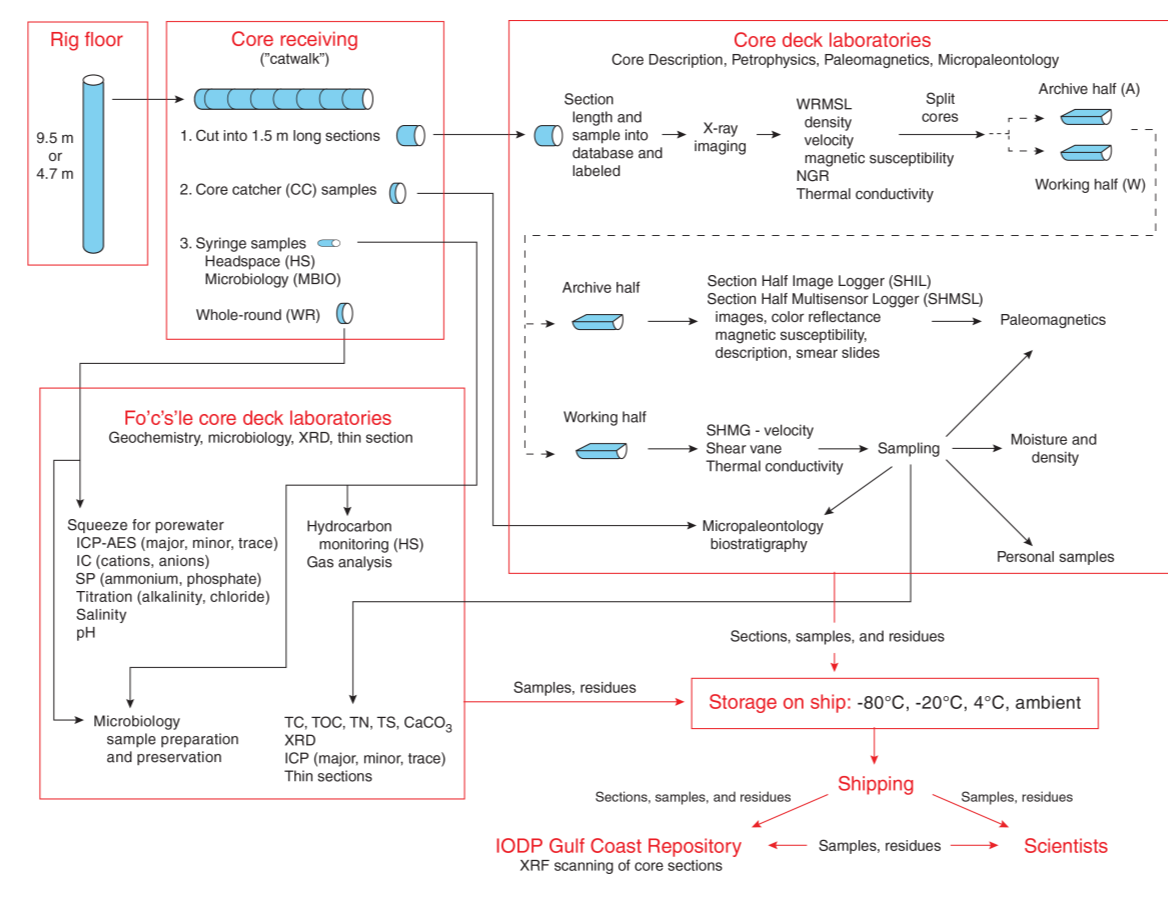 Rig floor
9.5 m
or
4.7 m
Core receiving
("catwalk")
1. Cut into 1.5 m long sections
2. Core catcher (CC) samples
3. Syringe samples
Headspace (HS)
Microbiology (MBIO)
Whole-round (WR)
Core deck laboratories
Core Description, Petrophysics, Paleomagnetics, Micropaleontology
Section
length and
sample into
database and
labeled
X-ray
imaging
WRMSL
density
velocity
magnetic susceptibility
NGR
Thermal conductivity
Split
cores
Archive half (A)
Working half (W)
Archive half
Section Half Image Logger (SHIL)
Section Half Multisensor Logger (SHMSL)
images, color reflectance
magnetic susceptibility,
description, smear slides
Paleomagnetics
Working half
SHMG - velocity
Shear vane
Thermal conductivity
Sampling
Moisture and
density
Micropaleontology
biostratigraphy
Personal samples
Fo'c's'le core deck laboratories
Geochemistry, microbiology, XRD, thin section
Squeeze for porewater
ICP-AES (major, minor, trace)
IC (cations, anions)
SP (ammonium, phosphate)
Titration (alkalinity, chloride)
Salinity
pH
Hydrocarbon
monitoring (HS)
Gas analysis
Microbiology
sample preparation
and preservation
TC, TOC, TN, TS, CaCO₃
XRD
ICP (major, minor, trace)
Thin sections
Sections, samples, and residues
Samples, residues
Storage on ship: -80°C, -20°C, 4°C, ambient
Shipping
Sections, samples, and residues
Samples, residues
IODP Gulf Coast Repository
XRF scanning of core sections
Samples, residues
Scientists